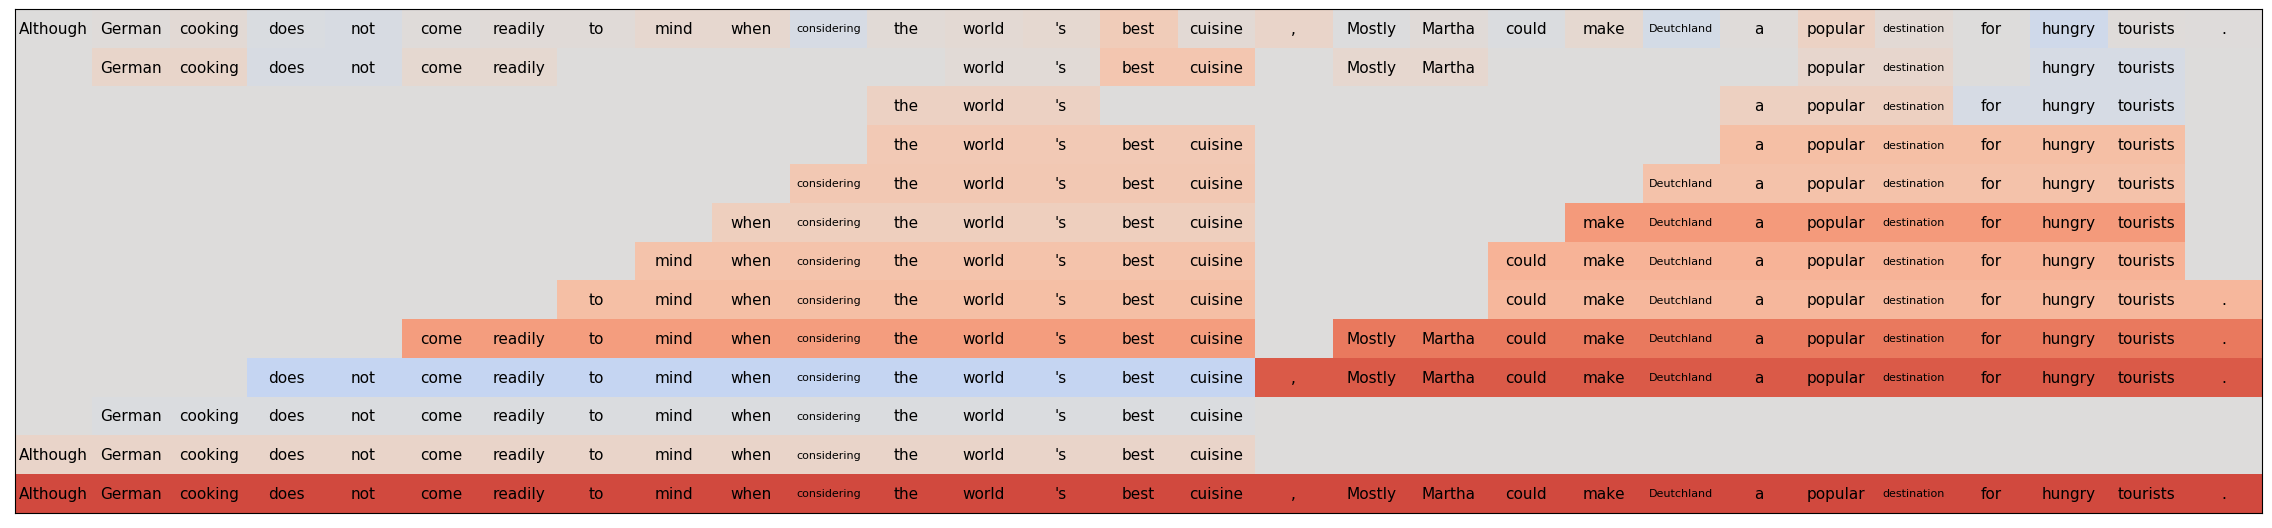 Although German cooking does not come readily to mind when considering the world 's best cuisine , Mostly Martha could make Deutchland a popular destination for hungry tourists .
German cooking does not come readily world 's best cuisine Mostly Martha popular destination hungry tourists
the world 's a popular destination for hungry tourists
the world 's best cuisine a popular destination for hungry tourists
considering the world 's best cuisine Deutchland a popular destination for hungry tourists
when considering the world 's best cuisine make Deutchland a popular destination for hungry tourists
mind when considering the world 's best cuisine could make Deutchland a popular destination for hungry tourists
to mind when considering the world 's best cuisine could make Deutchland a popular destination for hungry tourists .
come readily to mind when considering the world 's best cuisine Mostly Martha could make Deutchland a popular destination for hungry tourists .
does not come readily to mind when considering the world 's best cuisine , Mostly Martha could make Deutchland a popular destination for hungry tourists .
German cooking does not come readily to mind when considering the world 's best cuisine
Although German cooking does not come readily to mind when considering the world 's best cuisine
Although German cooking does not come readily to mind when considering the world 's best cuisine , Mostly Martha could make Deutchland a popular destination for hungry tourists .